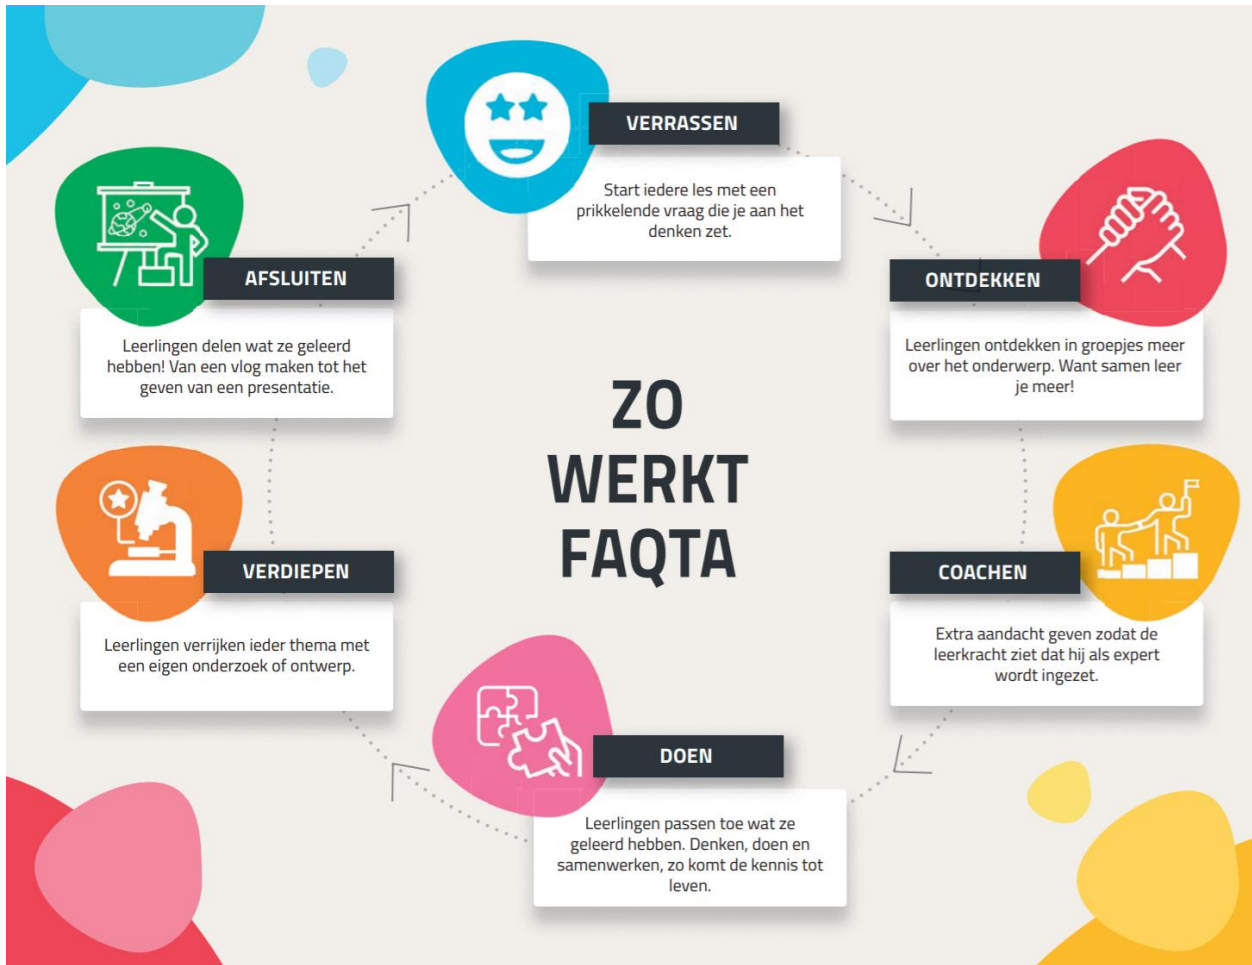 VERRASSEN
Start iedere les met een
prikkelende vraag die je aan het
denken zet.
ONTDEKKEN
Leerlingen ontdekken in groepjes meer
over het onderwerp. Want samen leer
je meer!
COACHEN
Extra aandacht geven zodat de
leerkracht ziet dat hij als expert
wordt ingezet.
DOEN
Leerlingen passen toe wat ze
geleerd hebben. Denken, doen en
samenwerken, zo komt de kennis tot
leven.
VERDIEPEN
Leerlingen verrijken ieder thema met
een eigen onderzoek of ontwerp.
AFSLUITEN
Leerlingen delen wat ze geleerd
hebben! Van een vlog maken tot het
geven van een presentatie.
ZO
WERKT
FAQTA